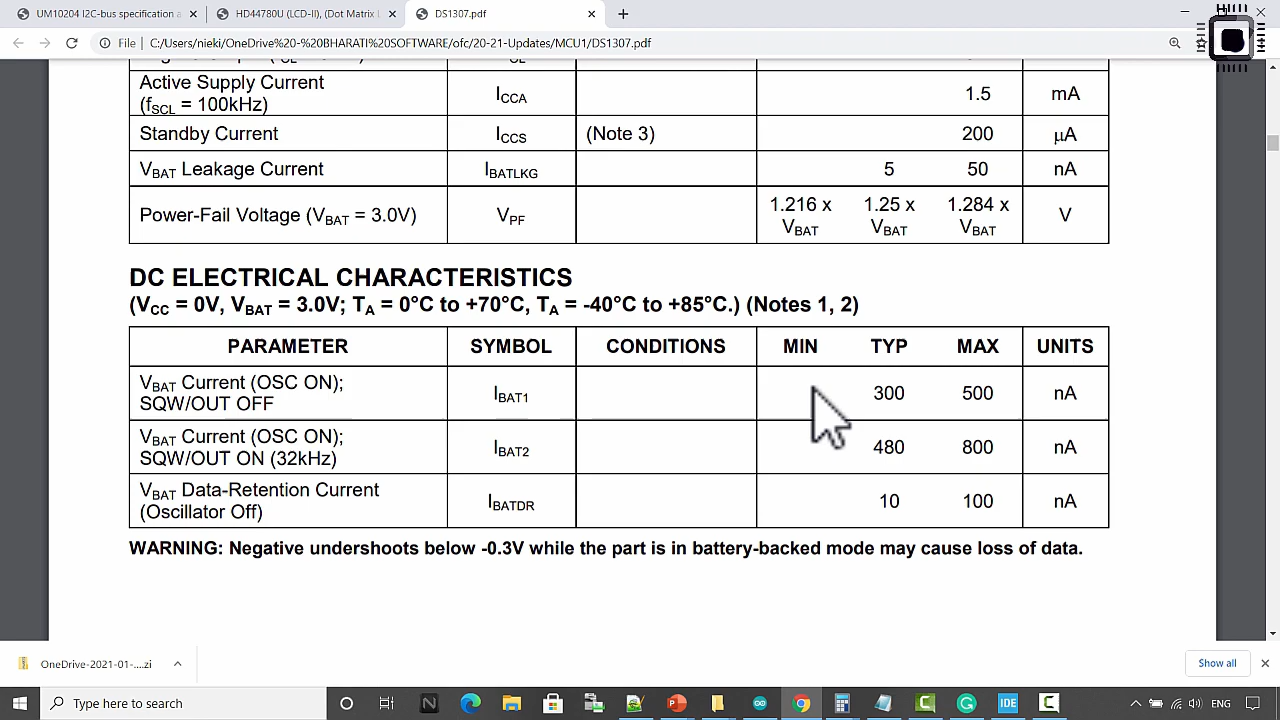 UM10204 I2C-bus specification a
HD44780U (LCD-II), (Dot Matrix L
DS1307.pdf
File
C:/Users/nieki/OneDrive%20-%20BHARATI%20SOFTWARE/ofc/20-21-Updated/MCU1/DS1307.pdf
Active Supply Current
(fSCL = 100kHz)
ICCA
1.5
mA
Standby Current
ICCS
(Note 3)
200
μA
VBAT Leakage Current
IBATLKG
5
50
nA
Power-Fail Voltage (VBAT = 3.0V)
VPF
1.216 x
VBAT
1.25 x
VBAT
1.284 x
VBAT
V
DC ELECTRICAL CHARACTERISTICS
(VCC = 0V, VBAT = 3.0V; TA = 0°C to +70°C, TA = -40°C to +85°C.) (Notes 1, 2)
PARAMETER
SYMBOL
CONDITIONS
MIN
TYP
MAX
UNITS
VBAT Current (OSC ON);
SQW/OUT OFF
IBAT1
300
500
nA
VBAT Current (OSC ON);
SQW/OUT ON (32kHz)
IBAT2
480
800
nA
VBAT Data-Retention Current
(Oscillator Off)
IBATDR
10
100
nA
WARNING: Negative undershoots below -0.3V while the part is in battery-backed mode may cause loss of data.
OneDrive-2021-01-....zi
Show all
Type here to search
IDE
ENG